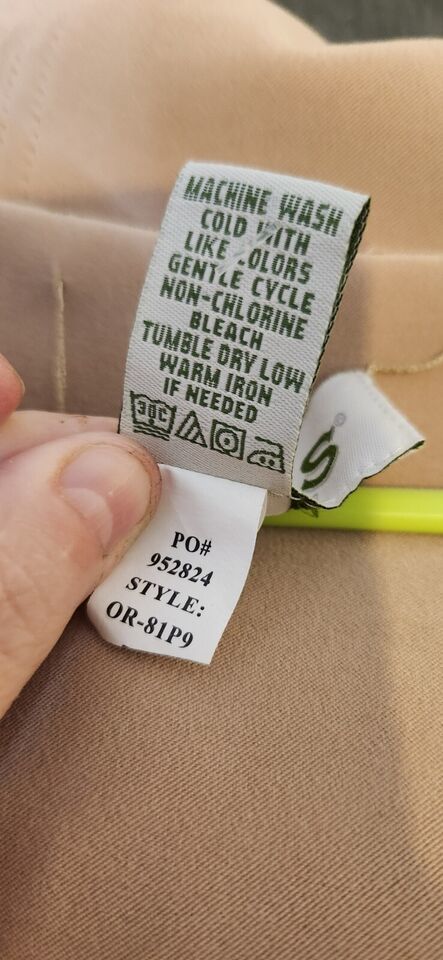 MACHINE WASH
COLD WITH
LIKE COLORS
GENTLE CYCLE
NON-CHLORINE
BLEACH
TUMBLE DRY LOW
WARM IRON
IF NEEDED
30C
S®
PO#
952824
STYLE:
OR-81P9